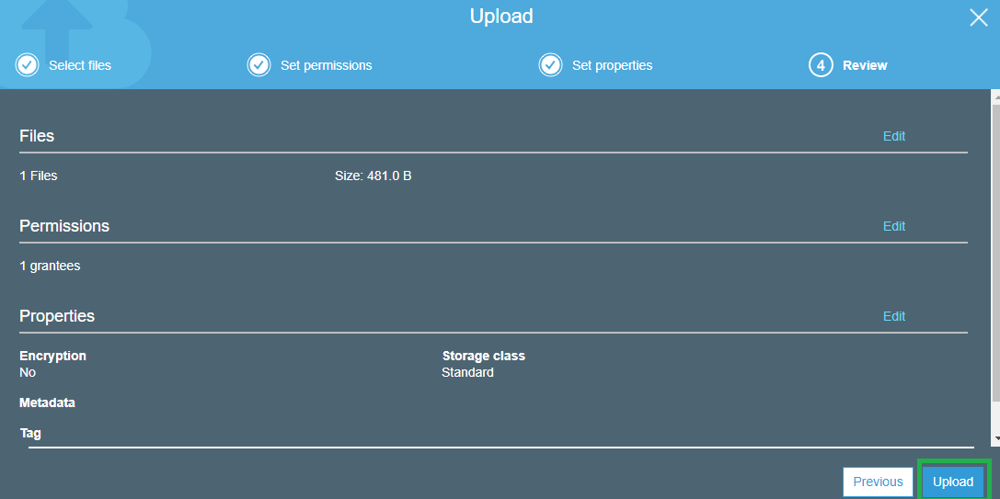 Upload
Select files
Set permissions
Set properties
4 Review
Files Edit
1 Files Size: 481.0 B
Permissions Edit
1 grantees
Properties Edit
Encryption Storage class
No Standard
Metadata
Tag
Previous Upload